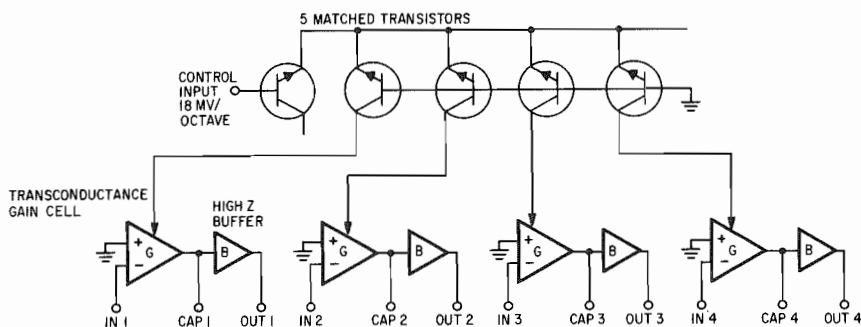 5 MATCHED TRANSISTORS
CONTROL
INPUT
18 MV/
OCTAVE
TRANSCONDUCTANCE
GAIN CELL
HIGH Z
BUFFER
+ G − B
+ G − B
+ G − B
+ G − B
IN 1 CAP 1 OUT 1 IN 2 CAP 2 OUT 2 IN 3 CAP 3 OUT 3 IN 4 CAP 4 OUT 4